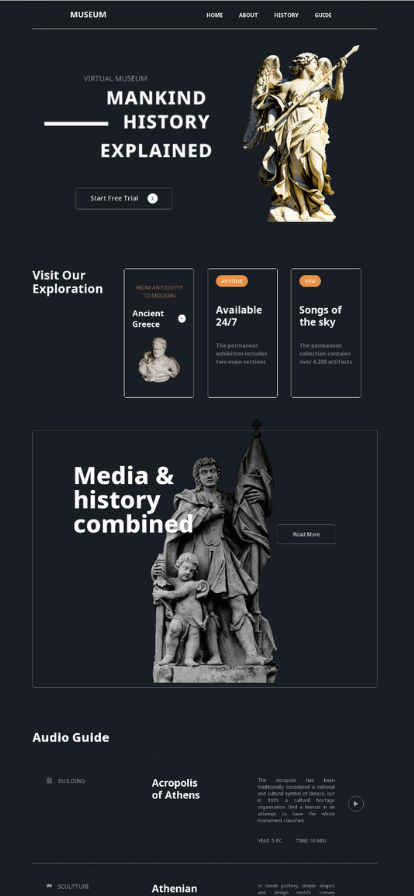 MUSEUM
HOME ABOUT HISTORY GUIDE
VIRTUAL MUSEUM
MANKIND
HISTORY
EXPLAINED
Start Free Trial
Visit Our
Exploration
FROM ANTIQUITY
TO MODERN
Ancient
Greece
ANYTIME
Available
24/7
The permanent
exhibition includes
two main sections
NEW
Songs of
the sky
The permanent
collection contains
over 4,200 artifacts
Media &
history
combined
Read More
Audio Guide
BUILDING
Acropolis
of Athens
The Acropolis has been
traditionally considered a national
and cultural symbol of Greece, but
in 1995 a cultural heritage
organisation filed a lawsuit in an
attempt to have the whole
monument classified.
YEAR: 5 BC TIME: 10 MIN
SCULPTURE
Athenian
In Greek pottery, simple shapes
and design motifs convey